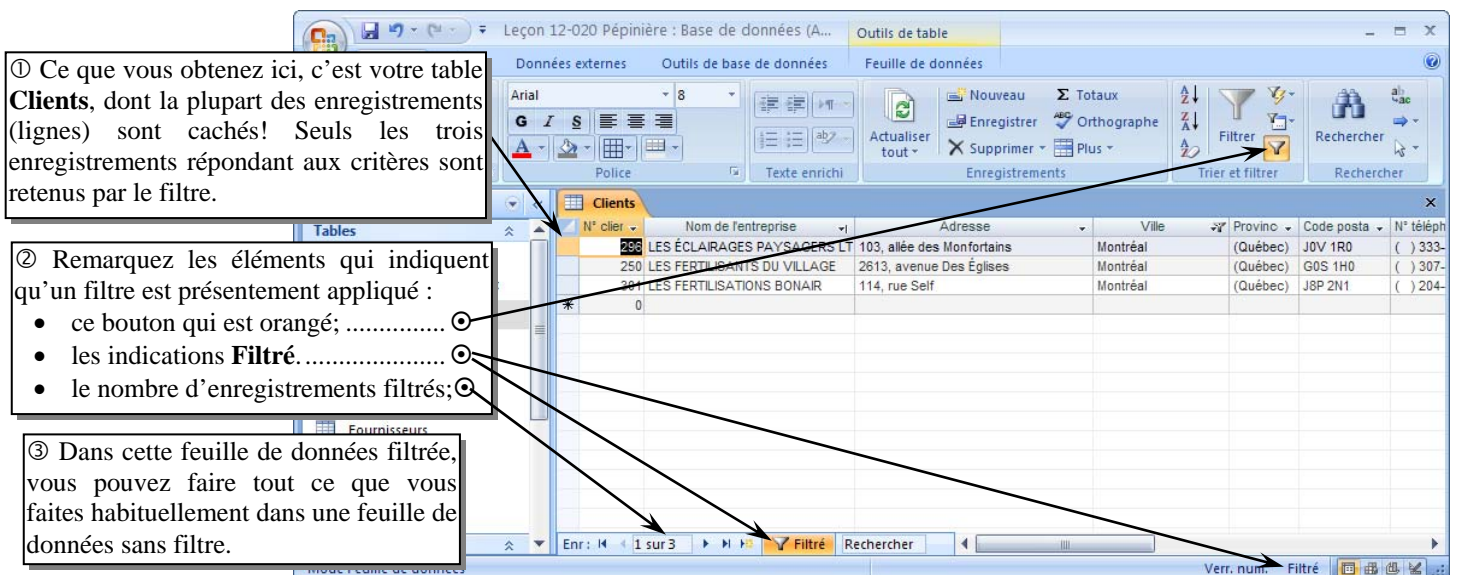 Leçon 12-020 Pépinière : Base de données (A... Outils de table
Données externes Outils de base de données Feuille de données
① Ce que vous obtenez ici, c’est votre table
Clients, dont la plupart des enregistrements
(lignes) sont cachés! Seuls les trois
enregistrements répondant aux critères sont
retenus par le filtre.
Arial 8
G I S
Police
Texte enrichi
Actualiser
tout
Nouveau
Enregistrer
Supprimer
Totaux
Orthographe
Plus
Enregistrements
Filtrer
Trier et filtrer
Rechercher
Rechercher
Tables
Clients
N° clier Nom de l'entreprise Adresse Ville Provinc Code posta N° téléph
296 LES ÉCLAIRAGES PAYSAGERS LT 103, allée des Monfortains Montréal (Québec) J0V 1R0 ( ) 333-
250 LES FERTILISANTS DU VILLAGE 2613, avenue Des Églises Montréal (Québec) G0S 1H0 ( ) 307-
LES FERTILISATIONS BONAIR 114, rue Self Montréal (Québec) J8P 2N1 ( ) 204-
0
② Remarquez les éléments qui indiquent
qu’un filtre est présentement appliqué :
• ce bouton qui est orangé; ...............
• les indications Filtré. .....................
• le nombre d’enregistrements filtrés;
Fournisseurs
③ Dans cette feuille de données filtrée,
vous pouvez faire tout ce que vous
faites habituellement dans une feuille de
données sans filtre.
Enr : 1 sur 3 Filtré Rechercher
Mode Feuille de données Verr. num. Filtré